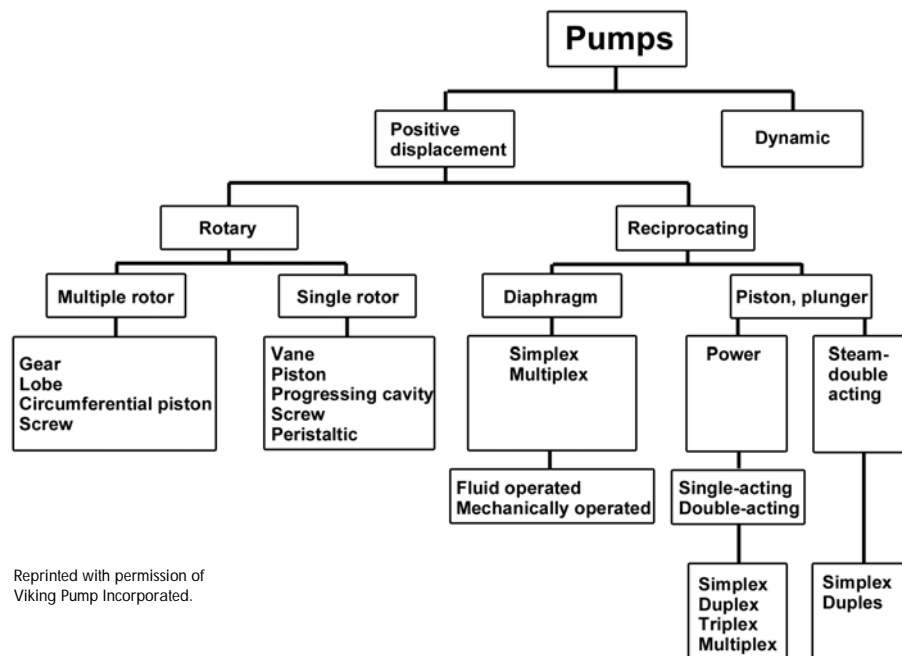 Pumps
Positive
displacement
Dynamic
Rotary
Reciprocating
Multiple rotor
Single rotor
Diaphragm
Piston, plunger
Gear
Lobe
Circumferential piston
Screw
Vane
Piston
Progressing cavity
Screw
Peristaltic
Simplex
Multiplex
Power
Steam-
double
acting
Fluid operated
Mechanically operated
Single-acting
Double-acting
Simplex
Duplex
Triplex
Multiplex
Simplex
Duples
Reprinted with permission of
Viking Pump Incorporated.